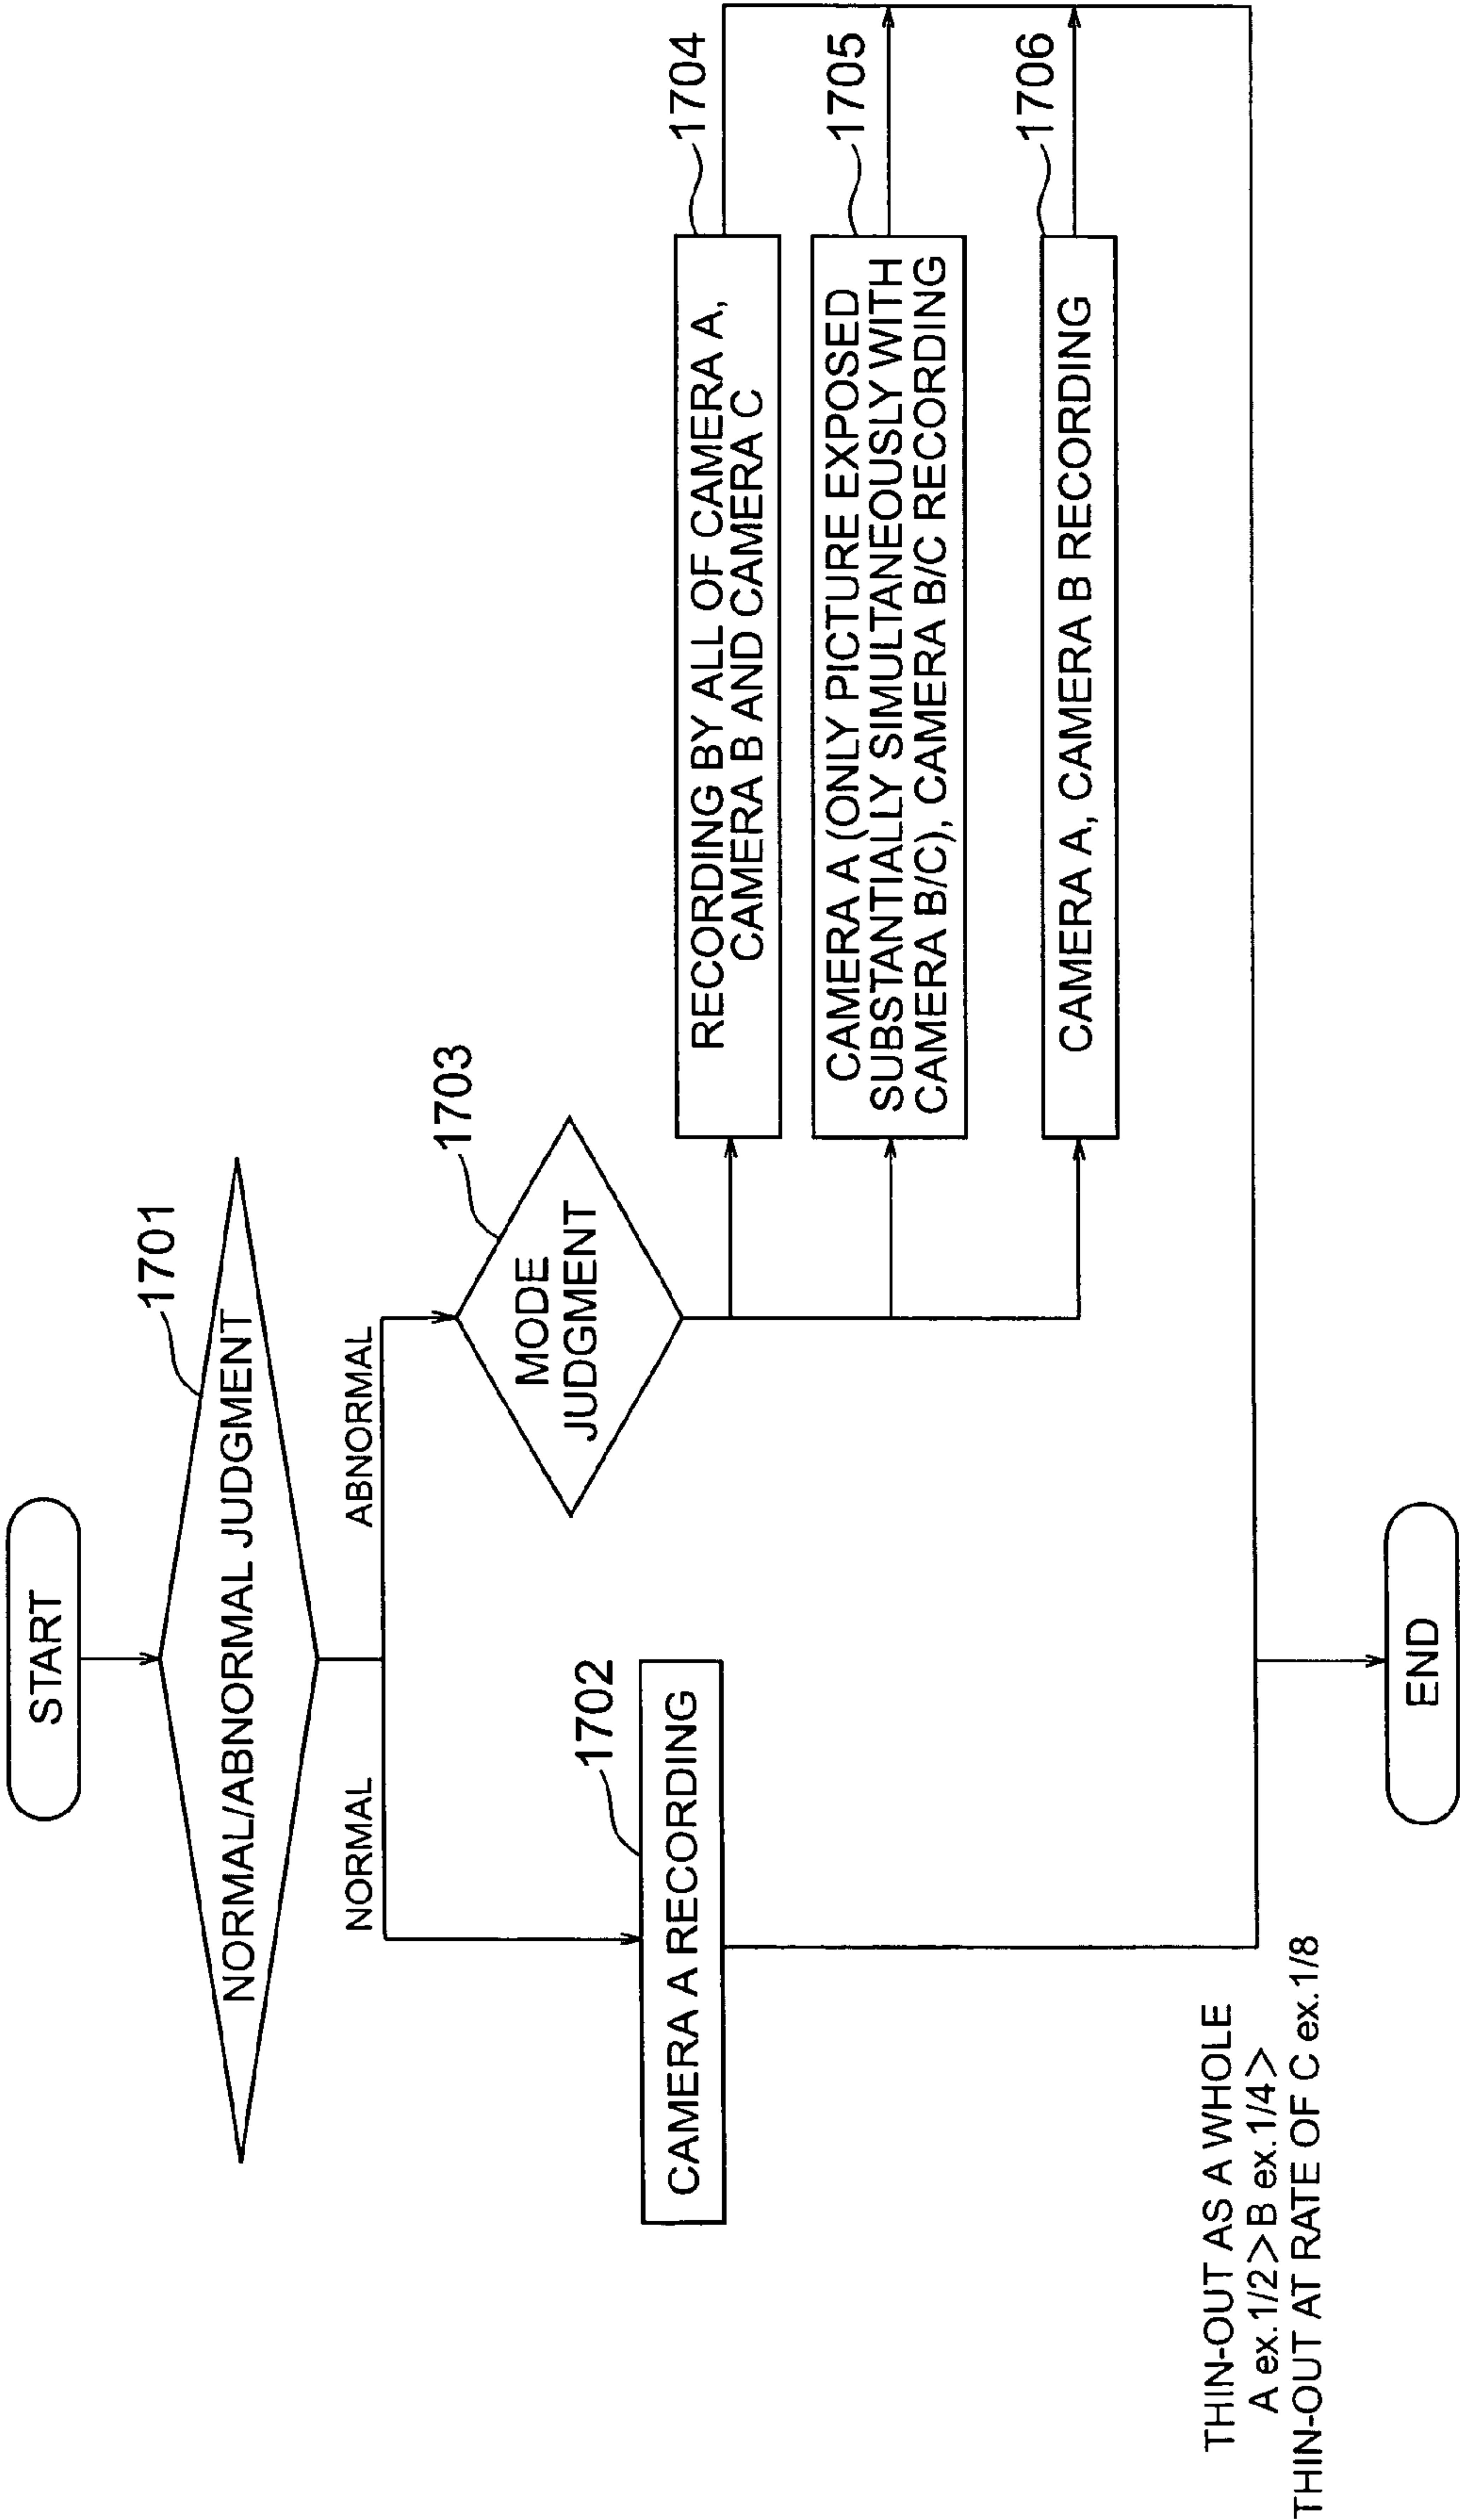 START
1701
NORMAL/ABNORMAL JUDGMENT
NORMAL
ABNORMAL
1703
MODE
JUDGMENT
1702
CAMERA A RECORDING
1704
RECORDING BY ALL OF CAMERA A,
CAMERA B AND CAMERA C
1705
CAMERA A (ONLY PICTURE EXPOSED
SUBSTANTIALLY SIMULTANEOUSLY WITH
CAMERA B/C), CAMERA B/C RECORDING
1706
CAMERA A, CAMERA B RECORDING
THIN-OUT AS A WHOLE
A ex.1/2>B ex.1/4>
THIN-OUT AT RATE OF C ex.1/8
END